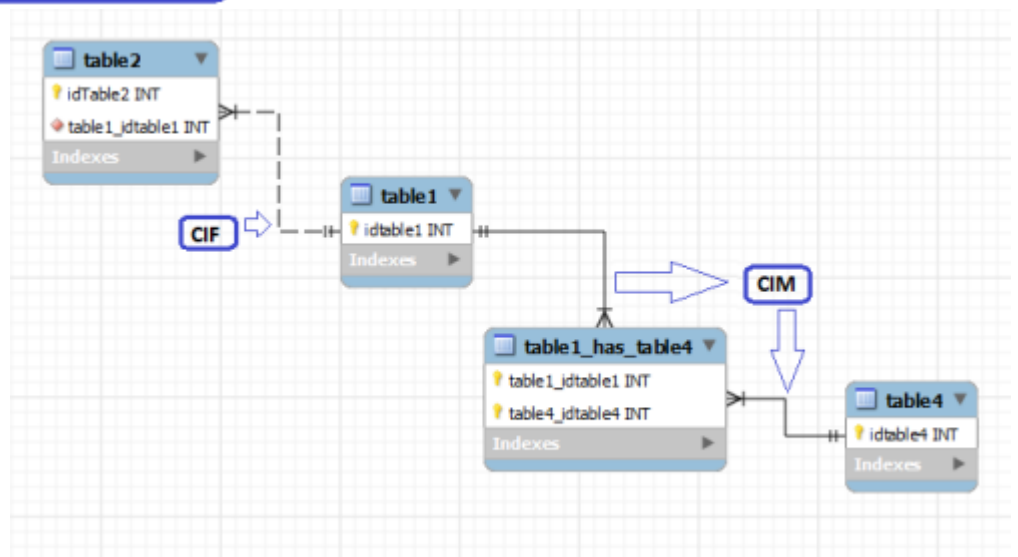 table2
idTable2 INT
table1_idtable1 INT
Indexes
CIF
table1
idtable1 INT
Indexes
CIM
table1_has_table4
table1_idtable1 INT
table4_idtable4 INT
Indexes
table4
idtable4 INT
Indexes